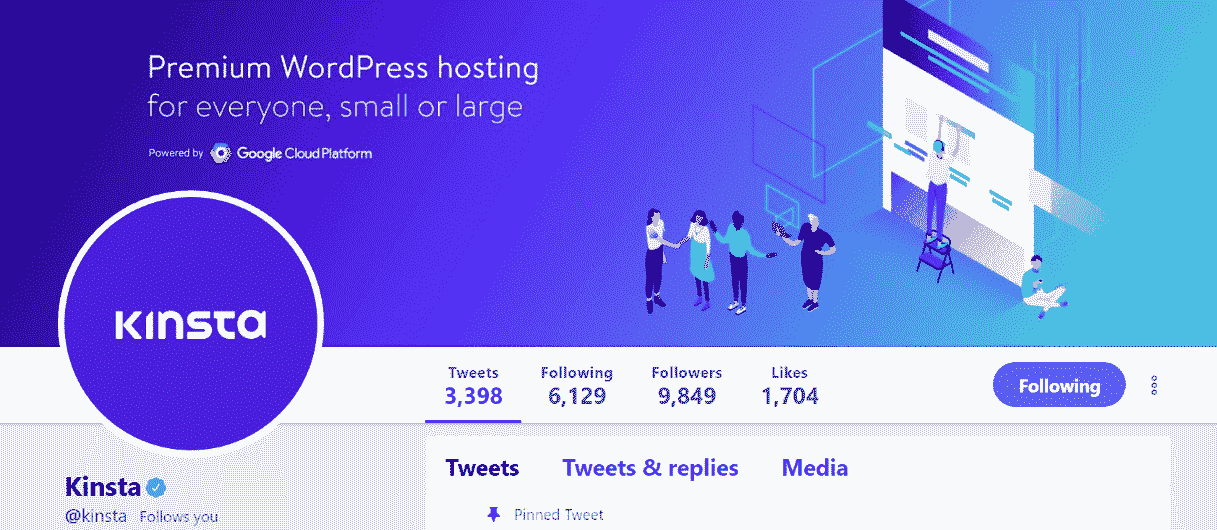 Premium WordPress hosting
for everyone, small or large
Powered by Google Cloud Platform
KINSTA
Tweets Following Followers Likes
3,398 6,129 9,849 1,704
Following
Tweets Tweets & replies Media
Kinsta
@kinsta Follows you
Pinned Tweet